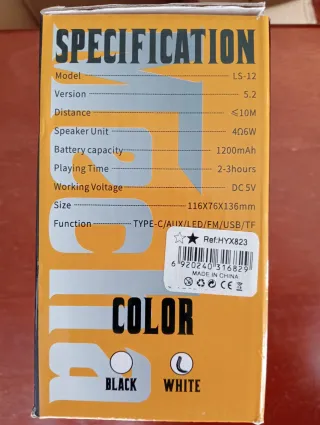 SPECIFICATION
Model LS-12
Version 5.2
Distance ≤10M
Speaker Unit 4Ω6W
Battery capacity 1200mAh
Playing Time 2-3hours
Working Voltage DC 5V
Size 116X76X136mm
Function TYPE-C/AUX/LED/FM/USB/TF
Ref:HYX823
6 920240 316829
MADE IN CHINA
CE
COLOR
BLACK WHITE